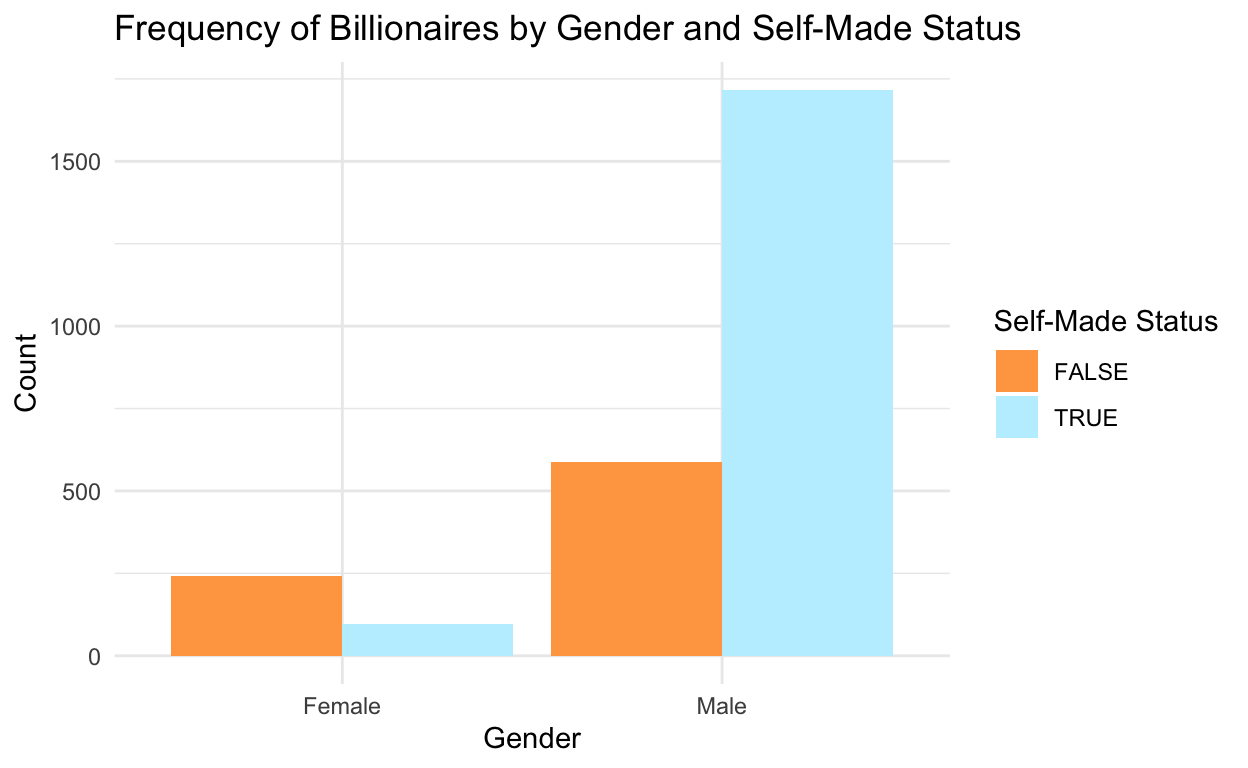 Frequency of Billionaires by Gender and Self-Made Status
1500
1000
500
0
Count
Female
Male
Gender
Self-Made Status
FALSE
TRUE